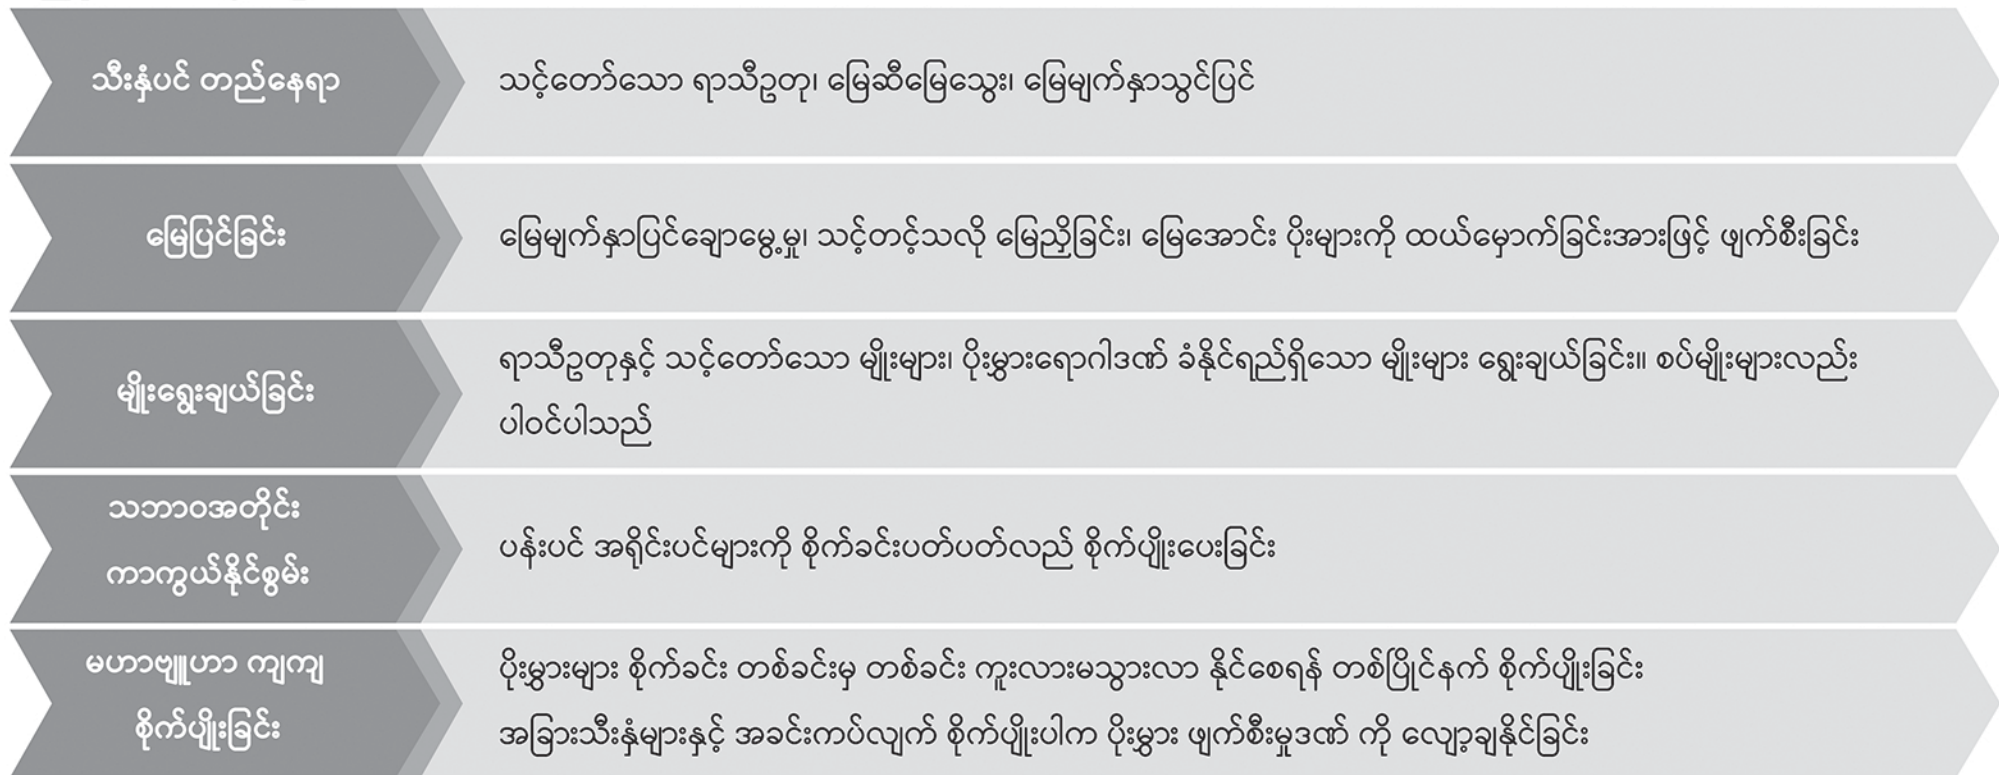 သီးနှံပင် တည်နေရာ
သင့်တော်သော ရာသီဥတု၊ မြေဆီမြေသွေး၊ မြေမျက်နှာသွင်ပြင်
မြေပြင်ခြင်း
မြေမျက်နှာပြင်ချောမွေ့မှု၊ သင့်တင့်သလို မြေညှိခြင်း၊ မြေအောင်း ပိုးများကို ထယ်မှောက်ခြင်းအားဖြင့် ဖျက်စီးခြင်း
မျိုးရွေးချယ်ခြင်း
ရာသီဥတုနှင့် သင့်တော်သော မျိုးများ၊ ပိုးမွှားရောဂါဒဏ် ခံနိုင်ရည်ရှိသော မျိုးများ ရွေးချယ်ခြင်း။ စပ်မျိုးများလည်း
ပါဝင်ပါသည်
သဘာဝအတိုင်း
ကာကွယ်နိုင်စွမ်း
ပန်းပင် အရိုင်းပင်များကို စိုက်ခင်းပတ်ပတ်လည် စိုက်ပျိုးပေးခြင်း
မဟာဗျူဟာ ကျကျ
စိုက်ပျိုးခြင်း
ပိုးမွှားများ စိုက်ခင်း တစ်ခင်းမှ တစ်ခင်း ကူးလားမသွားလာ နိုင်စေရန် တစ်ပြိုင်နက် စိုက်ပျိုးခြင်း
အခြားသီးနှံများနှင့် အခင်းကပ်လျက် စိုက်ပျိုးပါက ပိုးမွှား ဖျက်စီးမှုဒဏ် ကို လျော့ချနိုင်ခြင်း